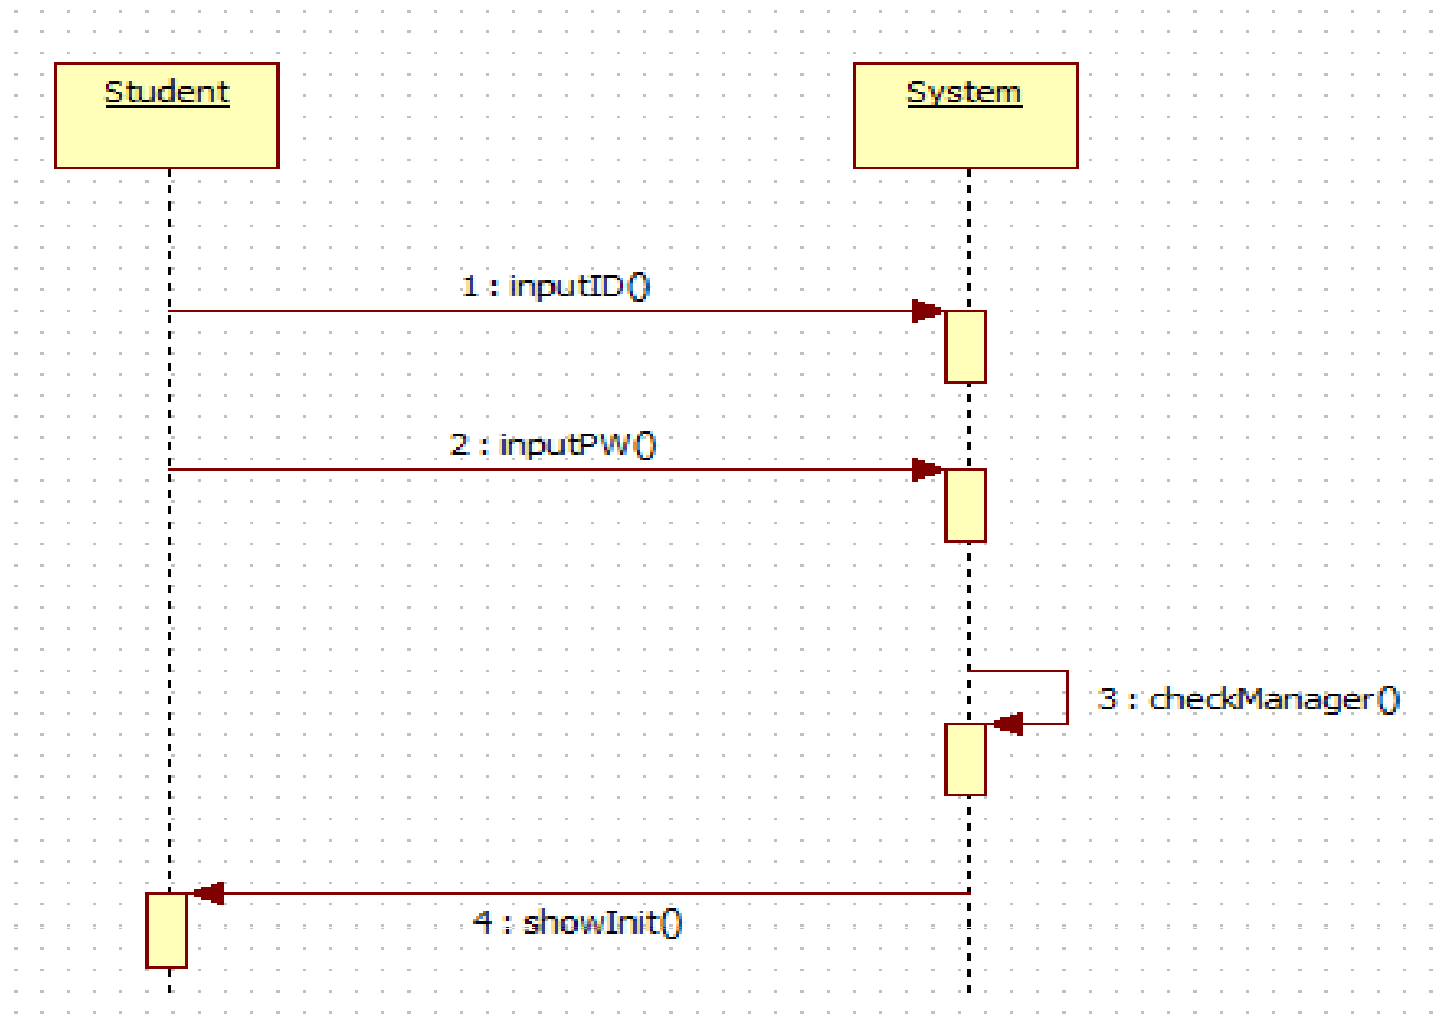 Student
System
1 : inputID()
2 : inputPW()
3 : checkManager()
4 : showInit()